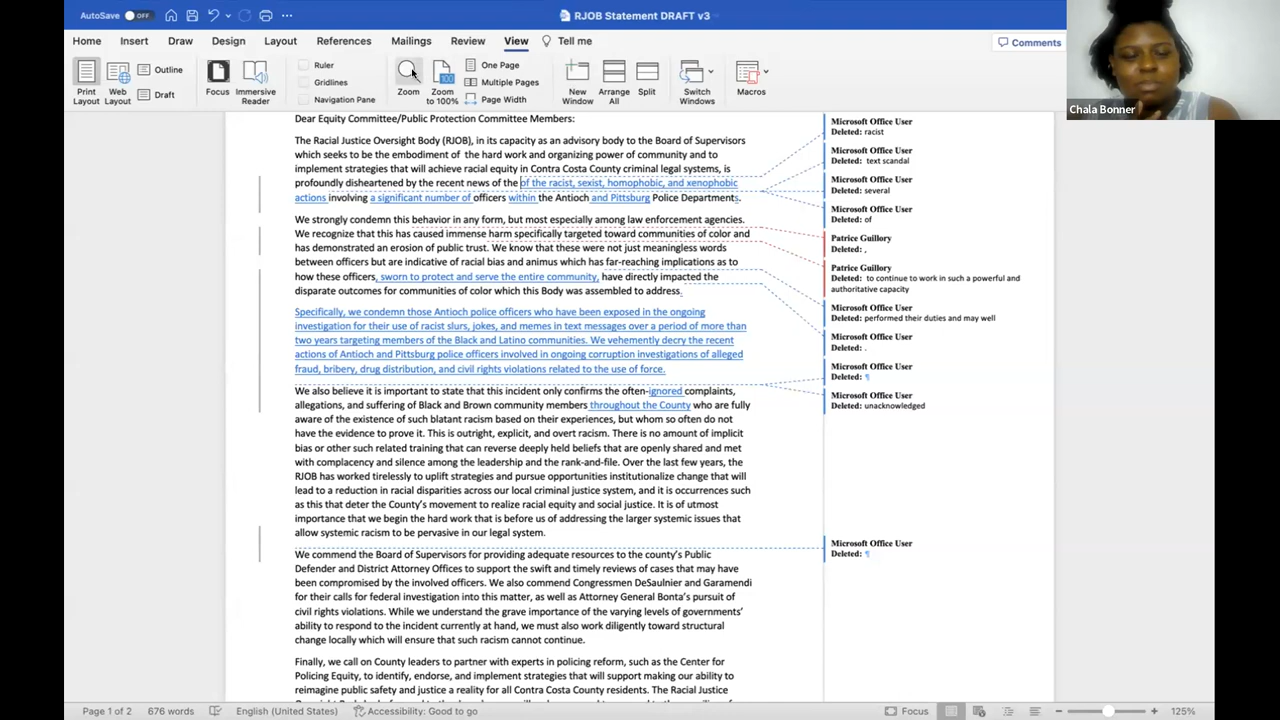 AutoSave OFF
RJOB Statement DRAFT v3
Home Insert Draw Design Layout References Mailings Review View Tell me
Comments
Chala Bonner
Print Layout
Web Layout
Outline
Draft
Focus
Immersive Reader
Ruler
Gridlines
Navigation Pane
Zoom
Zoom to 100%
One Page
Multiple Pages
Page Width
New Window
Arrange All
Split
Switch Windows
Macros
Dear Equity Committee/Public Protection Committee Members:
The Racial Justice Oversight Body (RJOB), in its capacity as an advisory body to the Board of Supervisors
which seeks to be the embodiment of the hard work and organizing power of community and to
implement strategies that will achieve racial equity in Contra Costa County criminal legal systems, is
profoundly disheartened by the recent news of the of the racist, sexist, homophobic, and xenophobic
actions involving a significant number of officers within the Antioch and Pittsburg Police Departments.
We strongly condemn this behavior in any form, but most especially among law enforcement agencies.
We recognize that this has caused immense harm specifically targeted toward communities of color and
has demonstrated an erosion of public trust. We know that these were not just meaningless words
between officers but are indicative of racial bias and animus which has far-reaching implications as to
how these officers, sworn to protect and serve the entire community, have directly impacted the
disparate outcomes for communities of color which this Body was assembled to address.
Specifically, we condemn those Antioch police officers who have been exposed in the ongoing
investigation for their use of racist slurs, jokes, and memes in text messages over a period of more than
two years targeting members of the Black and Latino communities. We vehemently decry the recent
actions of Antioch and Pittsburg police officers involved in ongoing corruption investigations of alleged
fraud, bribery, drug distribution, and civil rights violations related to the use of force.
We also believe it is important to state that this incident only confirms the often-ignored complaints,
allegations, and suffering of Black and Brown community members throughout the County who are fully
aware of the existence of such blatant racism based on their experiences, but whom so often do not
have the evidence to prove it. This is outright, explicit, and overt racism. There is no amount of implicit
bias or other such related training that can reverse deeply held beliefs that are openly shared and met
with complacency and silence among the leadership and the rank-and-file. Over the last few years, the
RJOB has worked tirelessly to uplift strategies and pursue opportunities institutionalize change that will
lead to a reduction in racial disparities across our local criminal justice system, and it is occurrences such
as this that deter the County's movement to realize racial equity and social justice. It is of utmost
importance that we begin the hard work that is before us of addressing the larger systemic issues that
allow systemic racism to be pervasive in our legal system.
We commend the Board of Supervisors for providing adequate resources to the county's Public
Defender and District Attorney Offices to support the swift and timely reviews of cases that may have
been compromised by the involved officers. We also commend Congressmen DeSaulnier and Garamendi
for their calls for federal investigation into this matter, as well as Attorney General Bonta's pursuit of
civil rights violations. While we understand the grave importance of the varying levels of governments'
ability to respond to the incident currently at hand, we must also work diligently toward structural
change locally which will ensure that such racism cannot continue.
Finally, we call on County leaders to partner with experts in policing reform, such as the Center for
Policing Equity, to identify, endorse, and implement strategies that will support making our ability to
reimagine public safety and justice a reality for all Contra Costa County residents. The Racial Justice
Microsoft Office User
Deleted: racist
Microsoft Office User
Deleted: text scandal
Microsoft Office User
Deleted: several
Microsoft Office User
Deleted: of
Patrice Guillory
Deleted: .
Patrice Guillory
Deleted: to continue to work in such a powerful and
authoritative capacity
Microsoft Office User
Deleted: performed their duties and may well
Microsoft Office User
Deleted: .
Microsoft Office User
Deleted: ¶
Microsoft Office User
Deleted: unacknowledged
Microsoft Office User
Deleted: ¶
Page 1 of 2 676 words English (United States) Accessibility: Good to go Focus 125%